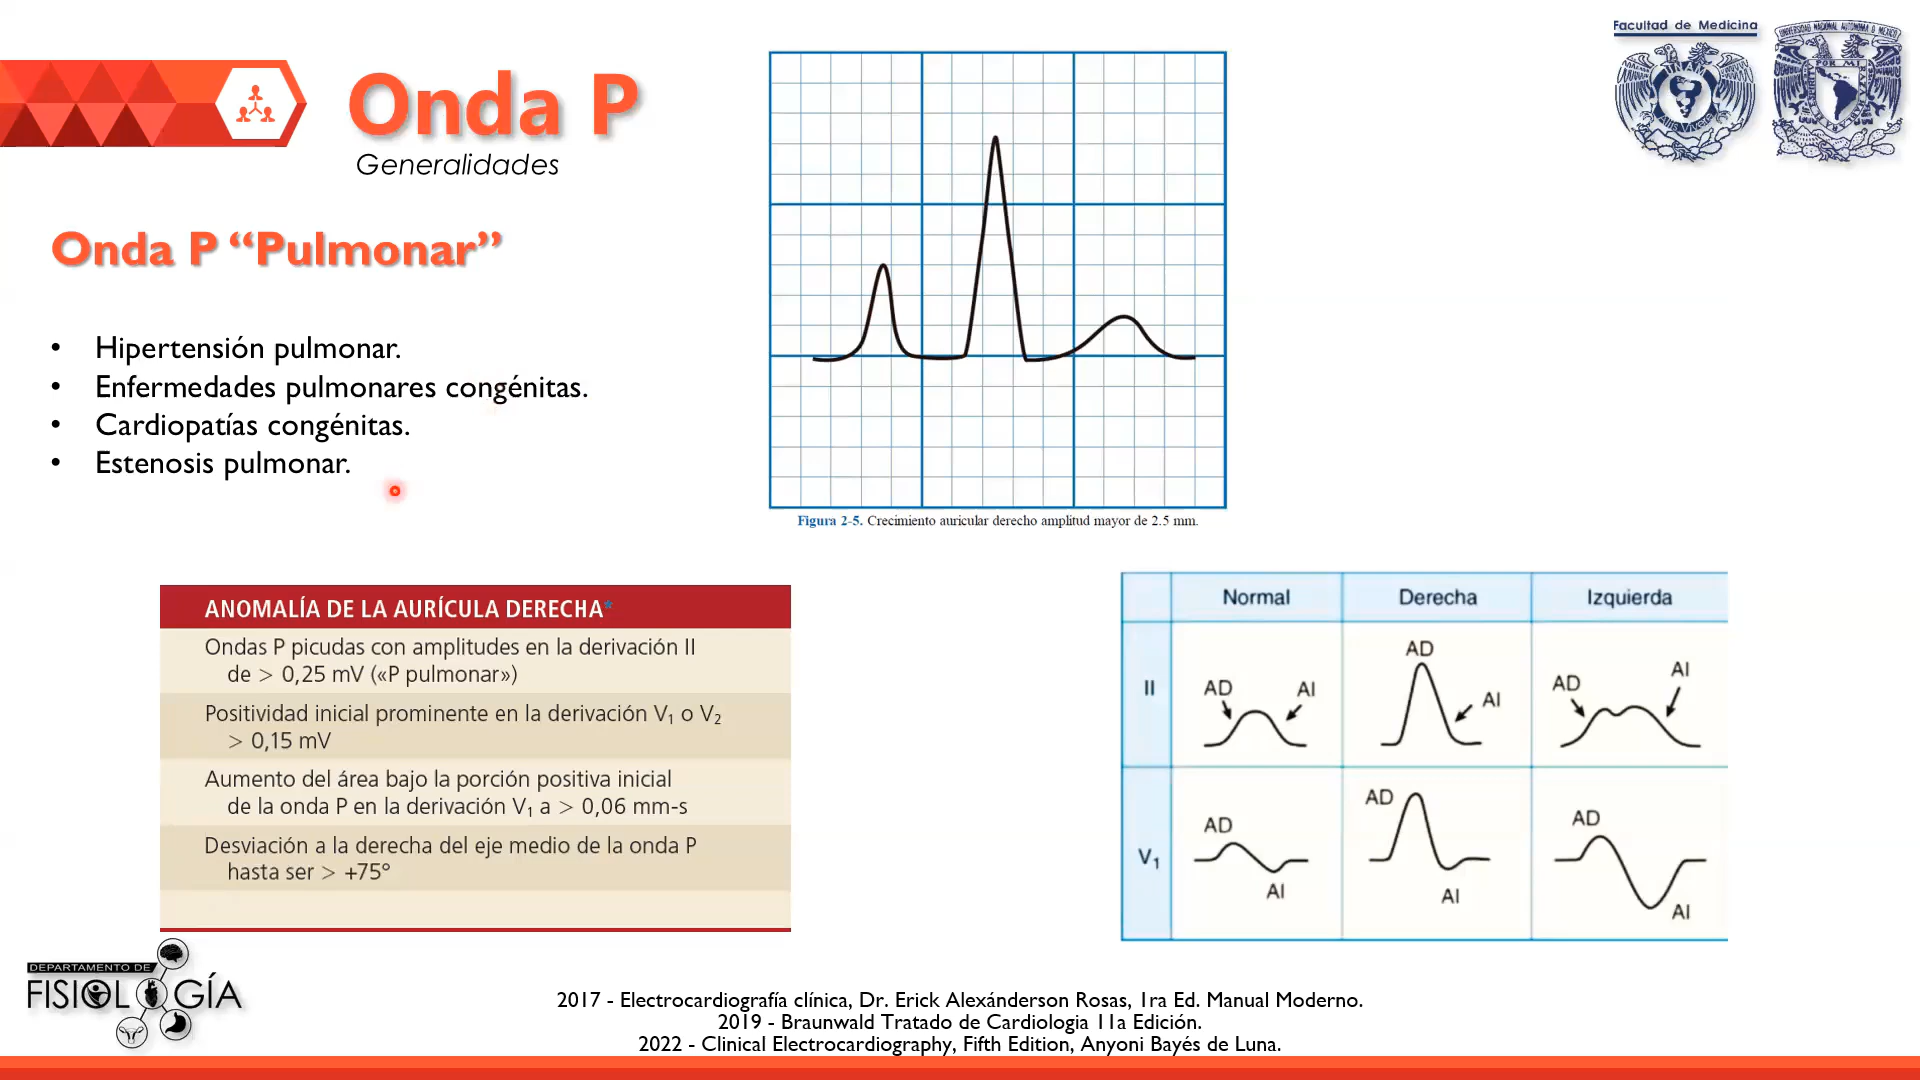 Facultad de Medicina
Onda P
Generalidades
Onda P “Pulmonar”
• Hipertensión pulmonar.
• Enfermedades pulmonares congénitas.
• Cardiopatías congénitas.
• Estenosis pulmonar.
Figura 2-5. Crecimiento auricular derecho amplitud mayor de 2.5 mm.
ANOMALÍA DE LA AURÍCULA DERECHA*
Ondas P picudas con amplitudes en la derivación II
de > 0,25 mV («P pulmonar»)
Positividad inicial prominente en la derivación V₁ o V₂
> 0,15 mV
Aumento del área bajo la porción positiva inicial
de la onda P en la derivación V₁ a > 0,06 mm-s
Desviación a la derecha del eje medio de la onda P
hasta ser > +75°
Normal Derecha Izquierda
II AD AI AD AI AD AI
V₁ AD AI AD AI AD AI
DEPARTAMENTO DE
FISIOLOGÍA
2017 - Electrocardiografía clínica, Dr. Erick Alexánderson Rosas, 1ra Ed. Manual Moderno.
2019 - Braunwald Tratado de Cardiologia 11a Edición.
2022 - Clinical Electrocardiography, Fifth Edition, Anyoni Bayés de Luna.